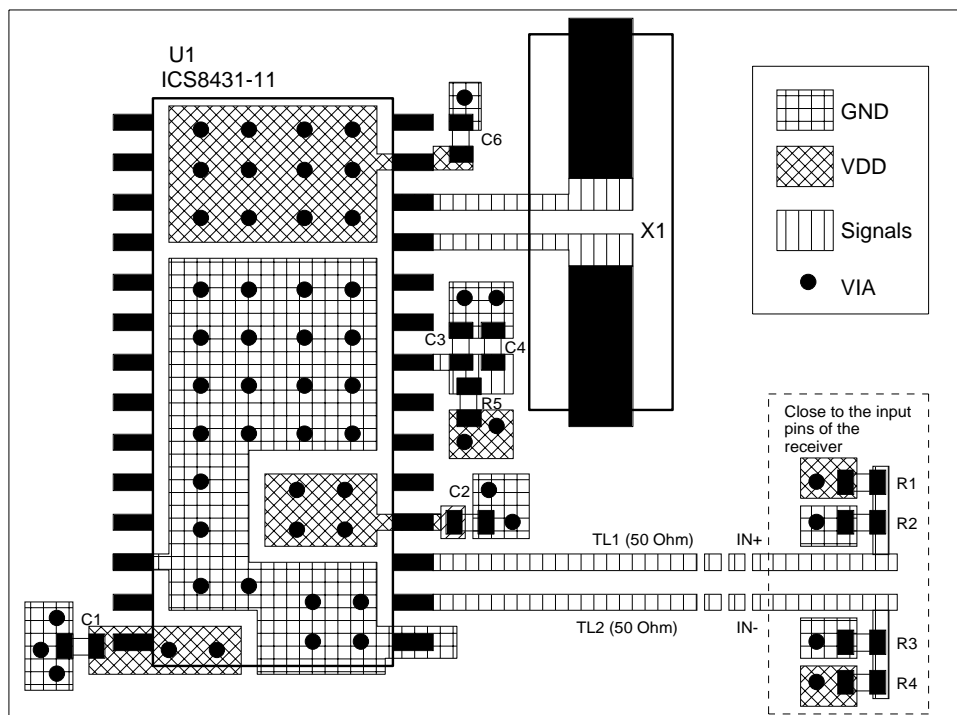 U1
ICS8431-11
C6
GND
VDD
X1
Signals
VIA
C3
C4
R5
Close to the input
pins of the
receiver
C2
R1
R2
TL1 (50 Ohm)
IN+
C1
TL2 (50 Ohm)
IN-
R3
R4